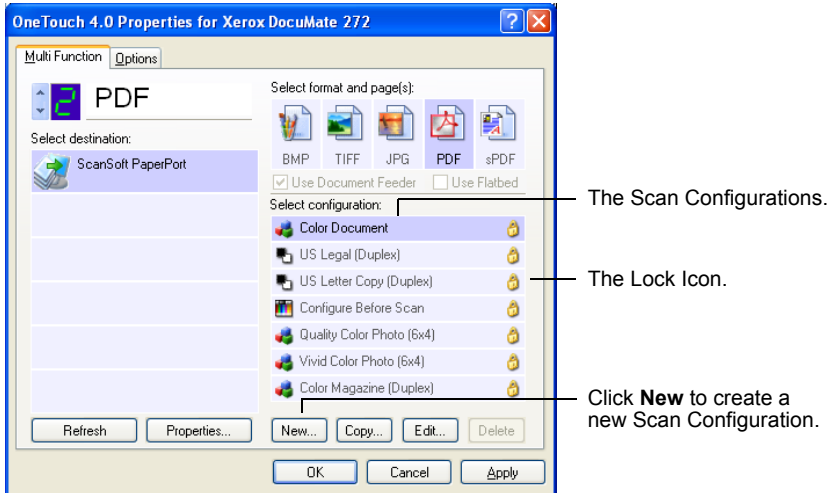 OneTouch 4.0 Properties for Xerox DocuMate 272
Multi Function
Options
2
PDF
Select destination:
ScanSoft PaperPort
Refresh
Properties...
Select format and page(s):
BMP
TIFF
JPG
PDF
sPDF
Use Document Feeder
Use Flatbed
Select configuration:
Color Document
US Legal (Duplex)
US Letter Copy (Duplex)
Configure Before Scan
Quality Color Photo (6x4)
Vivid Color Photo (6x4)
Color Magazine (Duplex)
New...
Copy...
Edit...
Delete
OK
Cancel
Apply
The Scan Configurations.
The Lock Icon.
Click New to create a
new Scan Configuration.